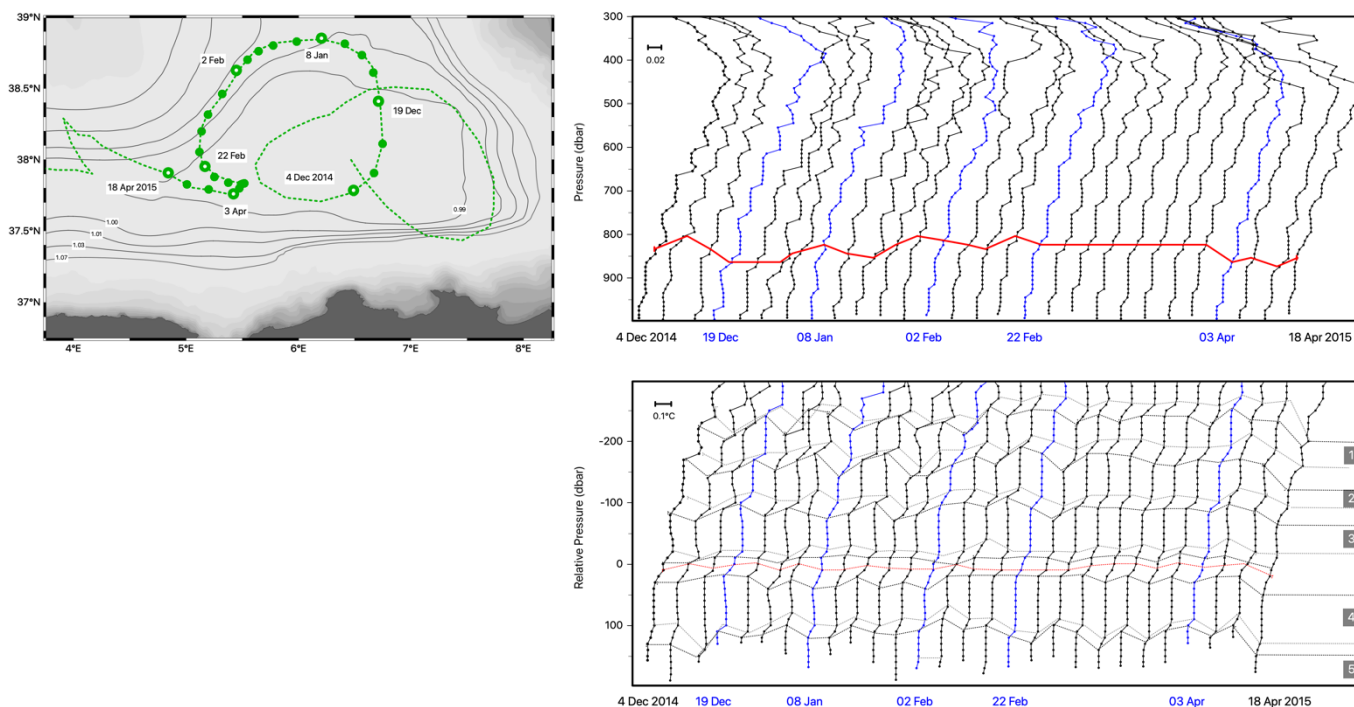 39°N
38.5°N
38°N
37.5°N
37°N
4°E
5°E
6°E
7°E
8°E
2 Feb
8 Jan
19 Dec
22 Feb
4 Dec 2014
18 Apr 2015
3 Apr
0.99
1.00
1.01
1.03
1.07
300
400
500
600
700
800
900
Pressure (dbar)
0.02
4 Dec 2014
19 Dec
08 Jan
02 Feb
22 Feb
03 Apr
18 Apr 2015
-200
-100
0
100
Relative Pressure (dbar)
0.1°C
1
2
3
4
5
4 Dec 2014
19 Dec
08 Jan
02 Feb
22 Feb
03 Apr
18 Apr 2015